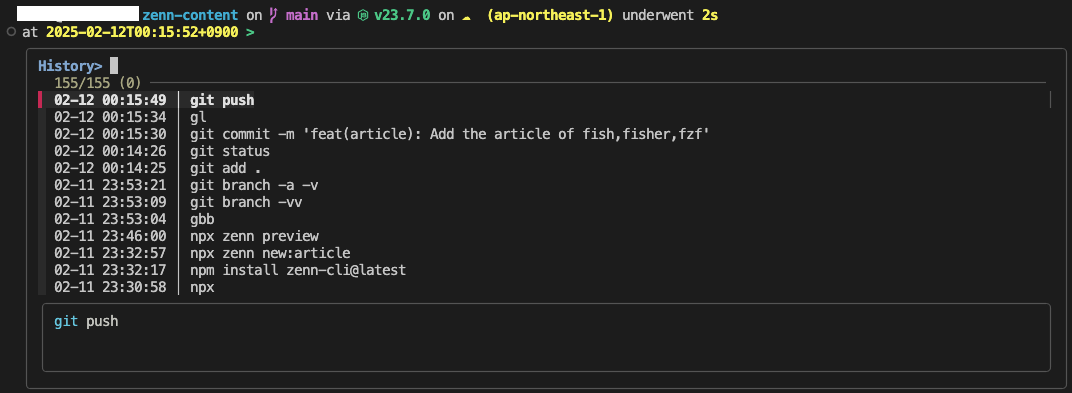 zenn-content on main via v23.7.0 on ☁ (ap-northeast-1) underwent 2s
at 2025-02-12T00:15:52+0900 >
History>
155/155 (0)
02-12 00:15:49 │ git push
02-12 00:15:34 │ gl
02-12 00:15:30 │ git commit -m 'feat(article): Add the article of fish,fisher,fzf'
02-12 00:14:26 │ git status
02-12 00:14:25 │ git add .
02-11 23:53:21 │ git branch -a -v
02-11 23:53:09 │ git branch -vv
02-11 23:53:04 │ gbb
02-11 23:46:00 │ npx zenn preview
02-11 23:32:57 │ npx zenn new:article
02-11 23:32:17 │ npm install zenn-cli@latest
02-11 23:30:58 │ npx
git push